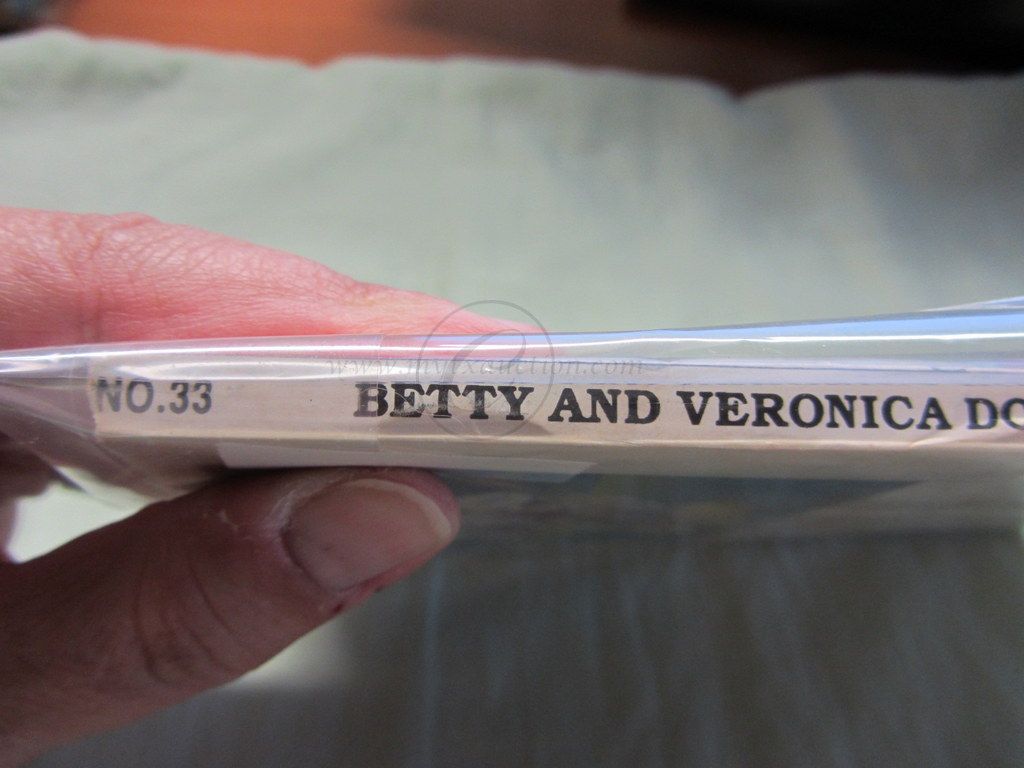 NO.33 BETTY AND VERONICA DO